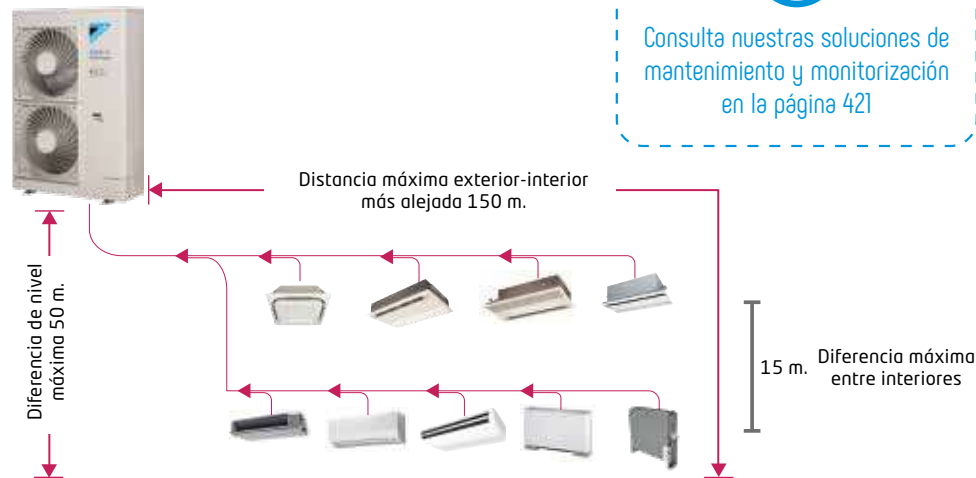 Consulta nuestras soluciones de
mantenimiento y monitorización
en la página 421
Distancia máxima exterior-interior
más alejada 150 m.
Diferencia de nivel
máxima 50 m.
15 m.
Diferencia máxima
entre interiores